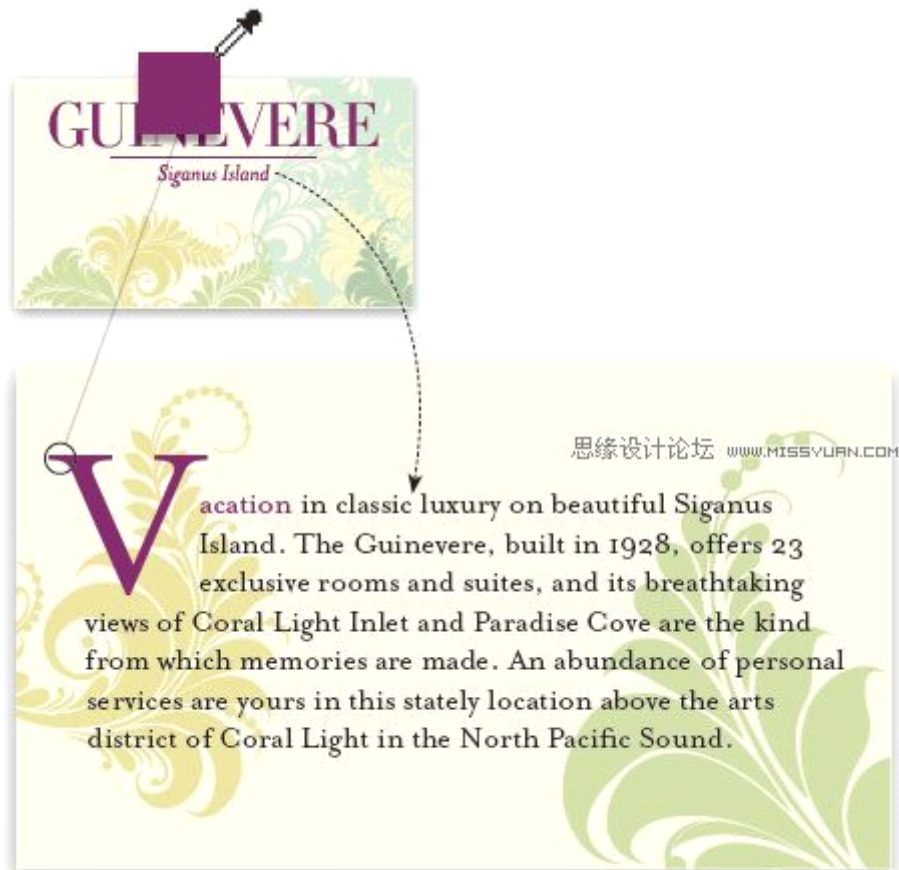 GUINEVERE
Siganus Island
思缘设计论坛 WWW.MISSYUAN.COM
Vacation in classic luxury on beautiful Siganus
Island. The Guinevere, built in 1928, offers 23
exclusive rooms and suites, and its breathtaking
views of Coral Light Inlet and Paradise Cove are the kind
from which memories are made. An abundance of personal
services are yours in this stately location above the arts
district of Coral Light in the North Pacific Sound.